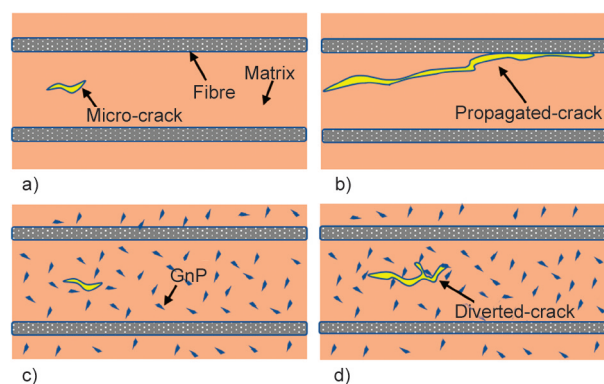 Fibre
Matrix
Micro-crack
a)
Propagated-crack
b)
GnP
c)
Diverted-crack
d)